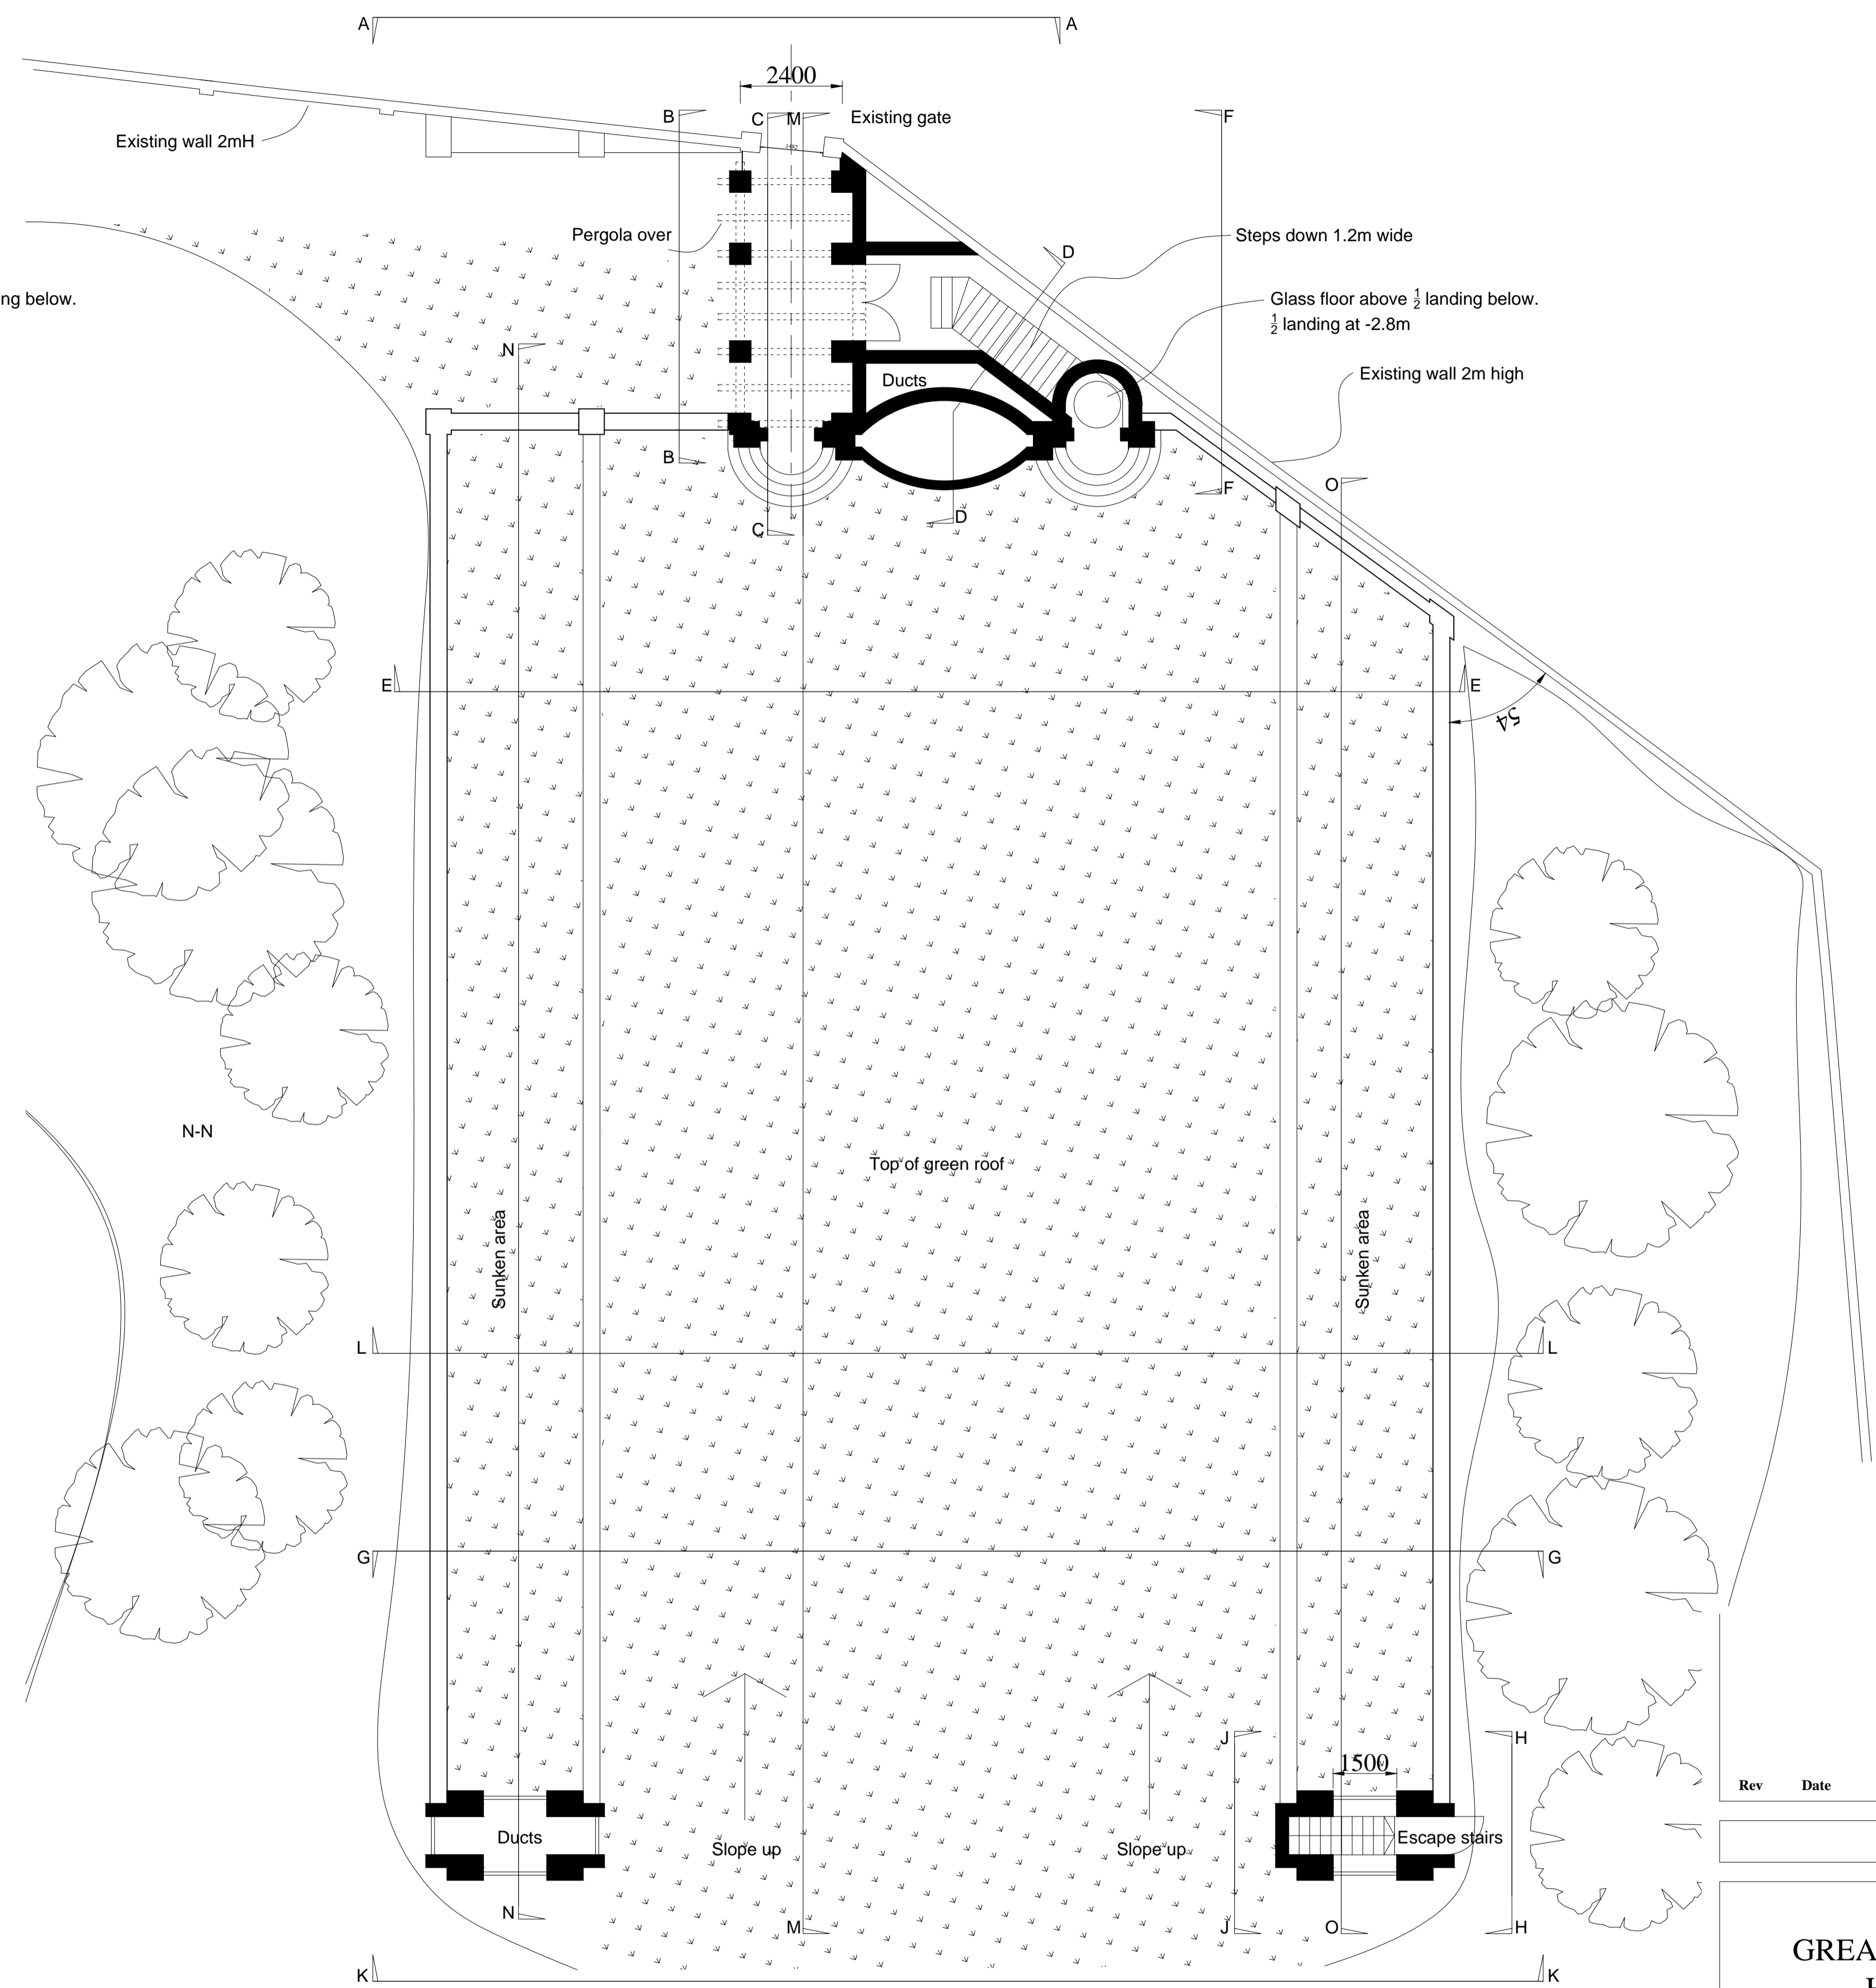 A
A
2400
B
C
M
Existing gate
F
Existing wall 2mH
Pergola over
Steps down 1.2m wide
D
ng below.
Glass floor above ½ landing below.
½ landing at -2.8m
N
Existing wall 2m high
Ducts
B
O
F
C
D
E
E
54
N-N
Top of green roof
Sunken area
Sunken area
L
L
G
G
J
H
1500
Rev Date
Ducts
Escape stairs
Slope up
Slope up
N
M
J
O
H
GREA
K
K